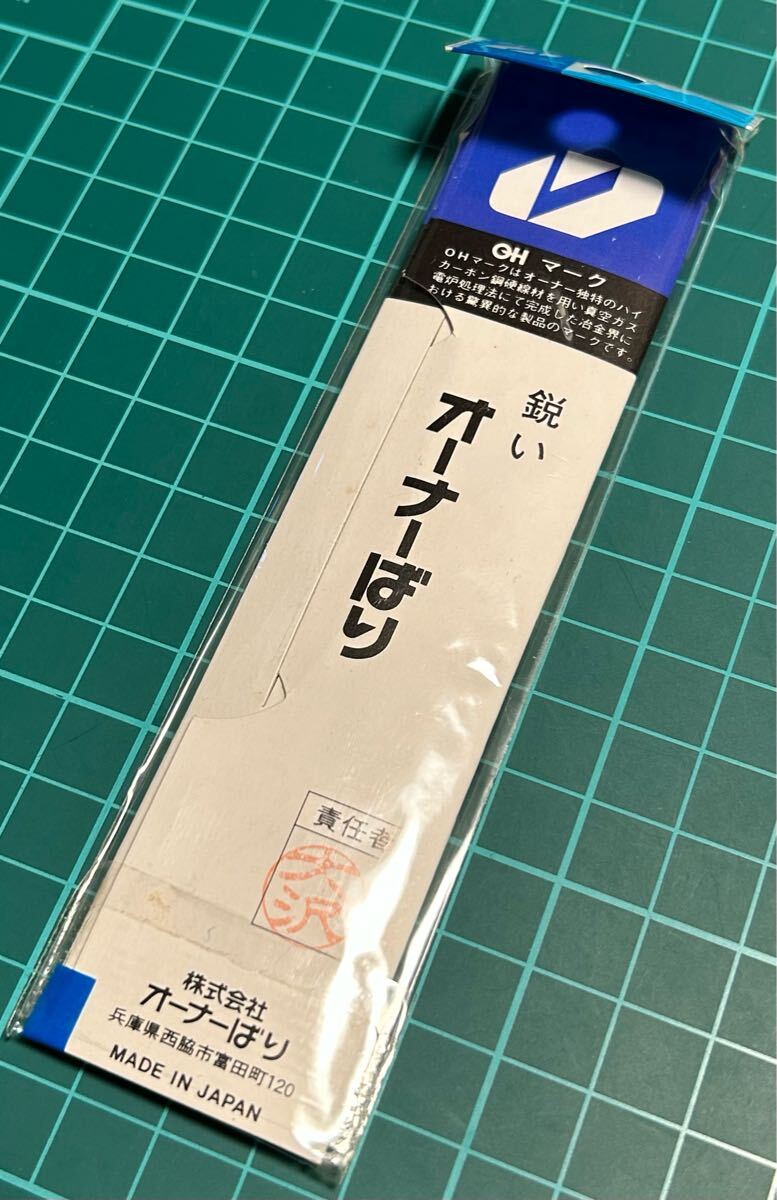 OH マーク
OHマークはオーナー独特のハイ
カーボン鋼硬線材を用い真空ガス
電炉処理法にて完成した冶金界に
おける驚異的な製品のマークです。
鋭い
オーナーばり
責任者
株式会社
オーナーばり
兵庫県西脇市富田町120
MADE IN JAPAN